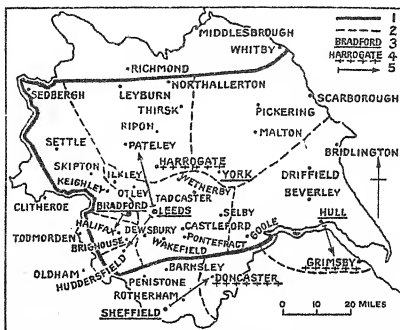 MIDDLESBROUGH
WHITBY
1
2
BRADFORD 3
HARROGATE 4
5
RICHMOND
SEDBERGH
LEYBURN
NORTHALLERTON
THIRSK
SCARBOROUGH
PICKERING
RIPON
MALTON
SETTLE
PATELEY
BRIDLINGTON
SKIPTON
ILKLEY
HARROGATE
YORK
DRIFFIELD
KEIGHLEY
OTLEY
WETHERBY
BEVERLEY
CLITHEROE
BRADFORD
TADCASTER
LEEDS
SELBY
HULL
TODMORDEN
HALIFAX
DEWSBURY
CASTLEFORD
GOOLE
BRIGHOUSE
PONTEFRACT
WAKEFIELD
OLDHAM
HUDDERSFIELD
BARNSLEY
GRIMSBY
PENISTONE
DONCASTER
ROTHERHAM
SHEFFIELD
0 10 20 MILES